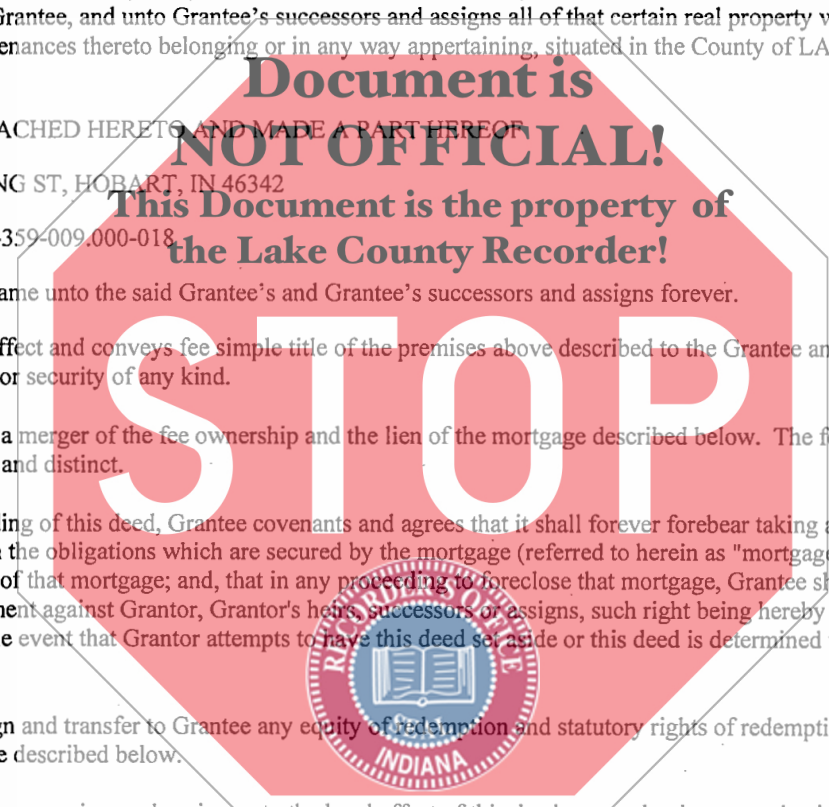 Grantee, and unto Grantee's successors and assigns all of that certain real property
enances thereto belonging or in any way appertaining, situated in the County of LA
Document is
ACHED HERETO AND MADE A PART HEREOF
NOT OFFICIAL!
NG ST, HOBART, IN 46342
This Document is the property of
-359-009.000-018
the Lake County Recorder!
ame unto the said Grantee's and Grantee's successors and assigns forever.
STOP
ffect and conveys fee simple title of the premises above described to the Grantee an
or security of any kind.
a merger of the fee ownership and the lien of the mortgage described below. The f
and distinct.
ing of this deed, Grantee covenants and agrees that it shall forever forebear taking a
the obligations which are secured by the mortgage (referred to herein as "mortgage
of that mortgage; and, that in any proceeding to foreclose that mortgage, Grantee sh
ent against Grantor, Grantor's heirs, successors or assigns, such right being hereby
e event that Grantor attempts to have this deed set aside or this deed is determined
RECORDER'S OFFICE
SEAL
INDIANA
gn and transfer to Grantee any equity of redemption and statutory rights of redempti
e described below.